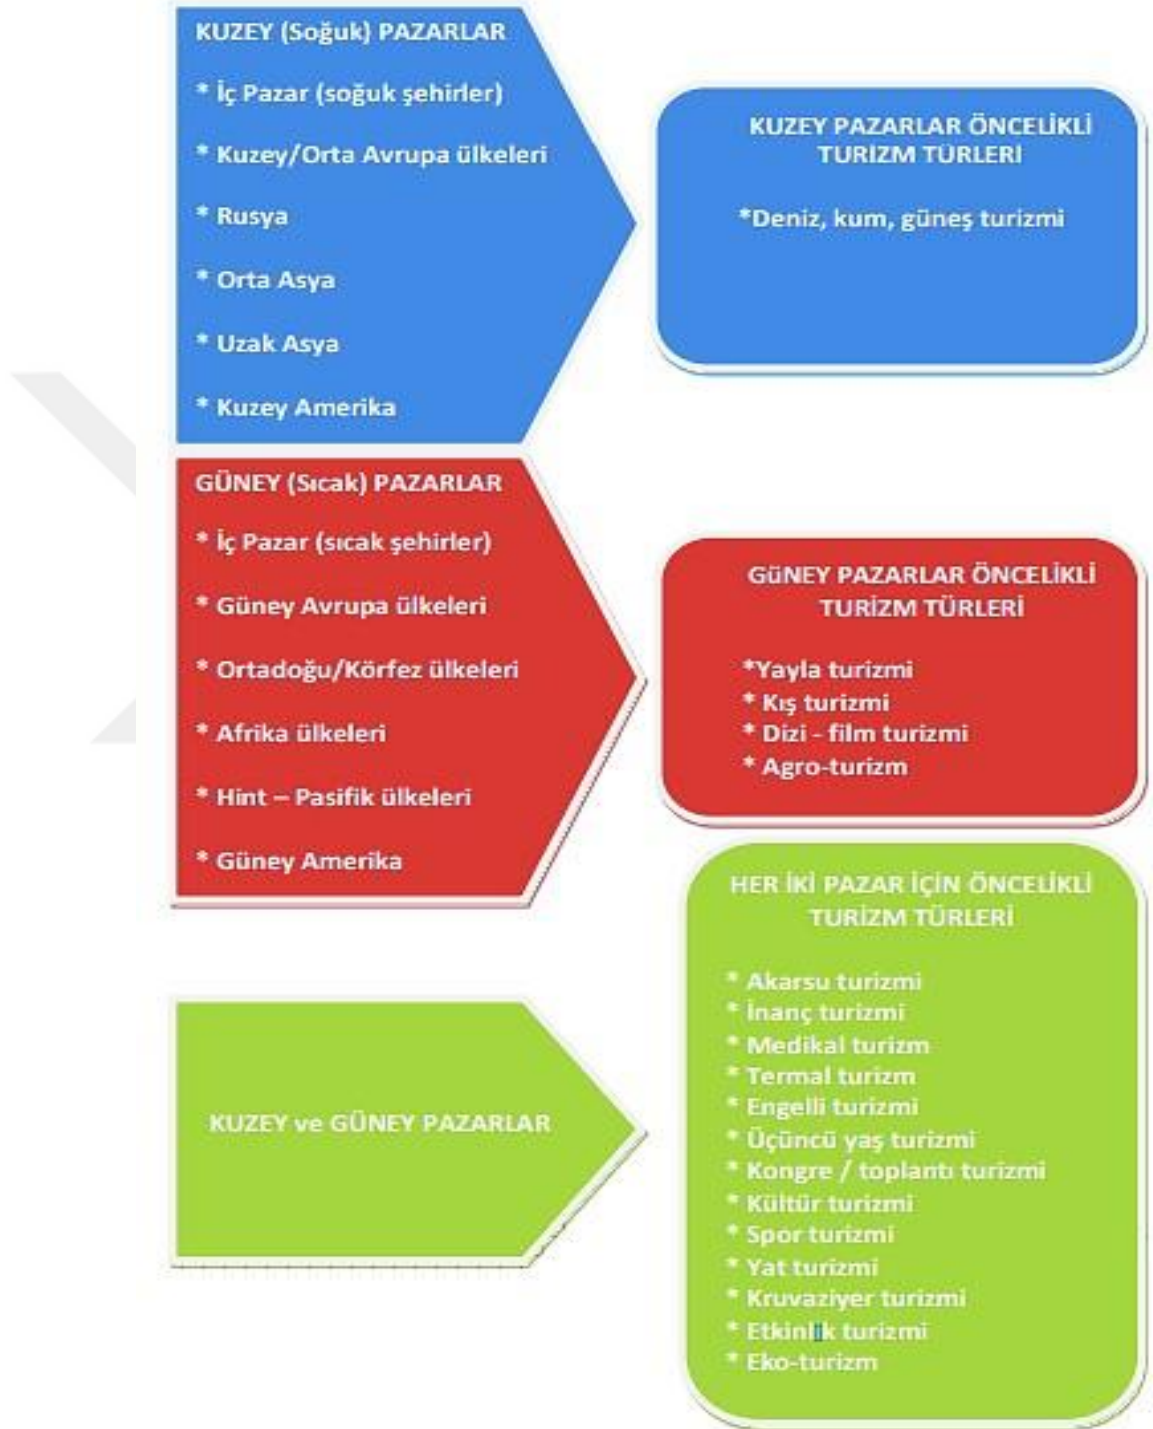 KUZEY (Soğuk) PAZARLAR
* İç Pazar (soğuk şehirler)
* Kuzey/Orta Avrupa ülkeleri
* Rusya
* Orta Asya
* Uzak Asya
* Kuzey Amerika
KUZEY PAZARLAR ÖNCELİKLİ
TURİZM TÜRLERİ
*Deniz, kum, güneş turizmi
GÜNEY (Sıcak) PAZARLAR
* İç Pazar (sıcak şehirler)
* Güney Avrupa ülkeleri
* Ortadoğu/Körfez ülkeleri
* Afrika ülkeleri
* Hint – Pasifik ülkeleri
* Güney Amerika
GüNEY PAZARLAR ÖNCELİKLİ
TURİZM TÜRLERİ
*Yayla turizmi
* Kış turizmi
* Dizi - film turizmi
* Agro-turizm
KUZEY ve GÜNEY PAZARLAR
HER İKİ PAZAR İÇİN ÖNCELİKLİ
TURİZM TÜRLERİ
* Akarsu turizmi
* İnanç turizmi
* Medikal turizm
* Termal turizm
* Engelli turizmi
* Üçüncü yaş turizmi
* Kongre / toplantı turizmi
* Kültür turizmi
* Spor turizmi
* Yat turizmi
* Kruvaziyer turizmi
* Etkinlik turizmi
* Eko-turizm